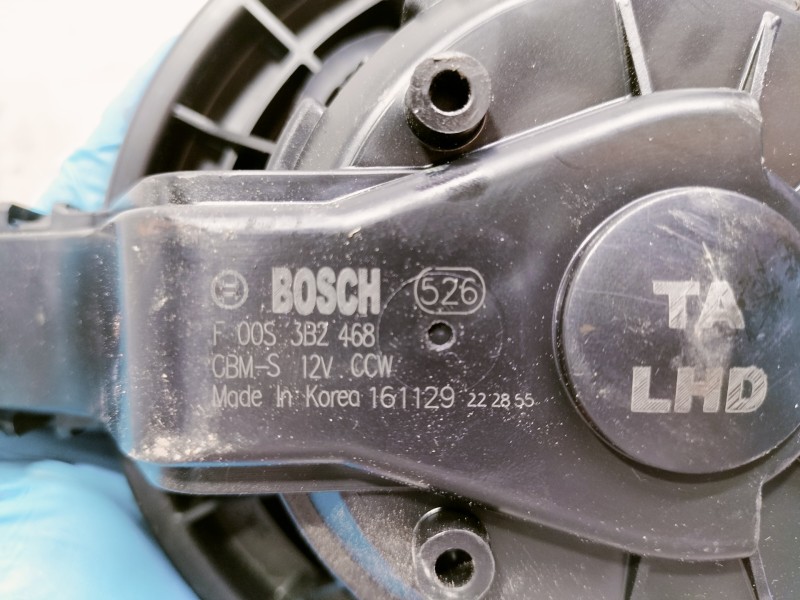 BOSCH 526
F 00S 3B2 468
CBM-S 12V CCW
Made In Korea 161129 22 28 55
TA
LHD